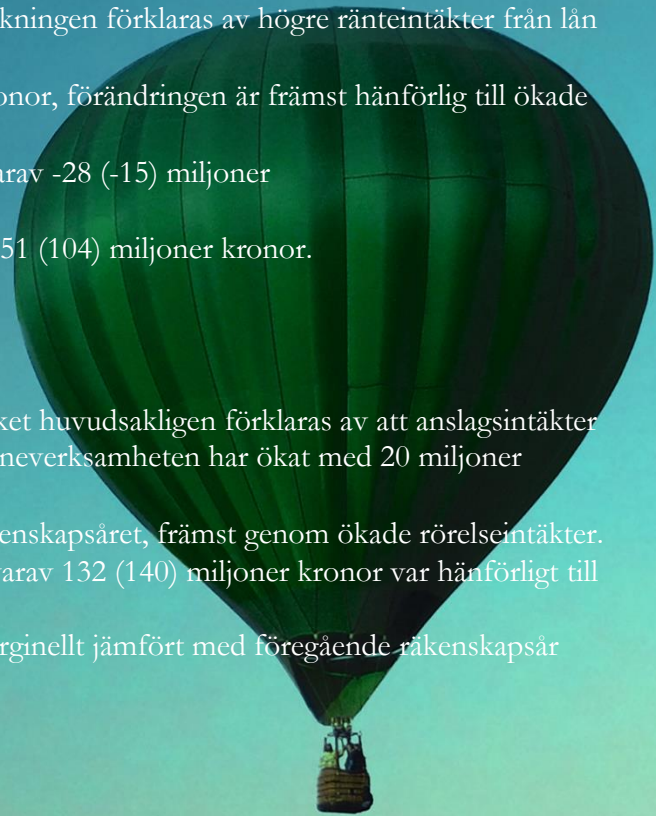 kningen förklaras av högre ränteintäkter från lån
onor, förändringen är främst hänförlig till ökade
arav -28 (-15) miljoner
51 (104) miljoner kronor.
ket huvudsakligen förklaras av att anslagsintäkter
neverksamheten har ökat med 20 miljoner
enskapsåret, främst genom ökade rörelseintäkter.
varav 132 (140) miljoner kronor var hänförligt till
rginellt jämfört med föregående räkenskapsår